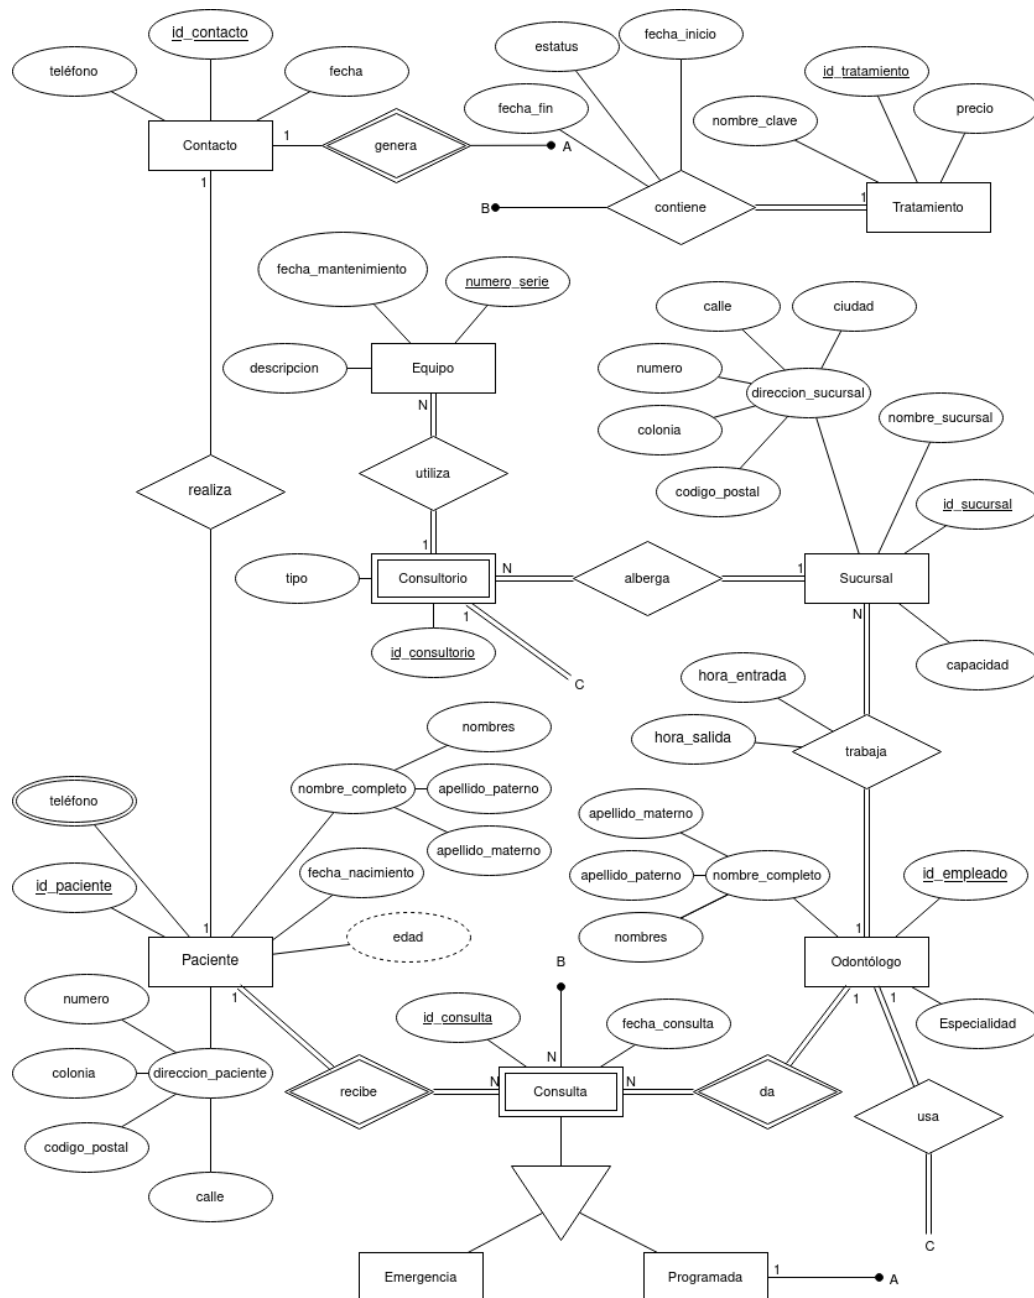 id_contacto
teléfono
fecha
Contacto
1
genera
A
1
estatus
fecha_inicio
fecha_fin
B
contiene
id_tratamiento
nombre_clave
precio
1
Tratamiento
fecha_mantenimiento
numero_serie
descripcion
Equipo
N
utiliza
1
calle
ciudad
numero
direccion_sucursal
colonia
nombre_sucursal
codigo_postal
id_sucursal
realiza
tipo
Consultorio
N
alberga
1
Sucursal
1
N
id_consultorio
C
capacidad
hora_entrada
hora_salida
trabaja
nombres
teléfono
nombre_completo
apellido_paterno
apellido_materno
id_paciente
fecha_nacimiento
edad
1
Paciente
1
apellido_materno
apellido_paterno
nombre_completo
nombres
id_empleado
1
Odontólogo
1
1
Especialidad
numero
colonia
direccion_paciente
codigo_postal
calle
B
id_consulta
fecha_consulta
N
recibe
N
Consulta
N
da
usa
C
Emergencia
Programada
1
A